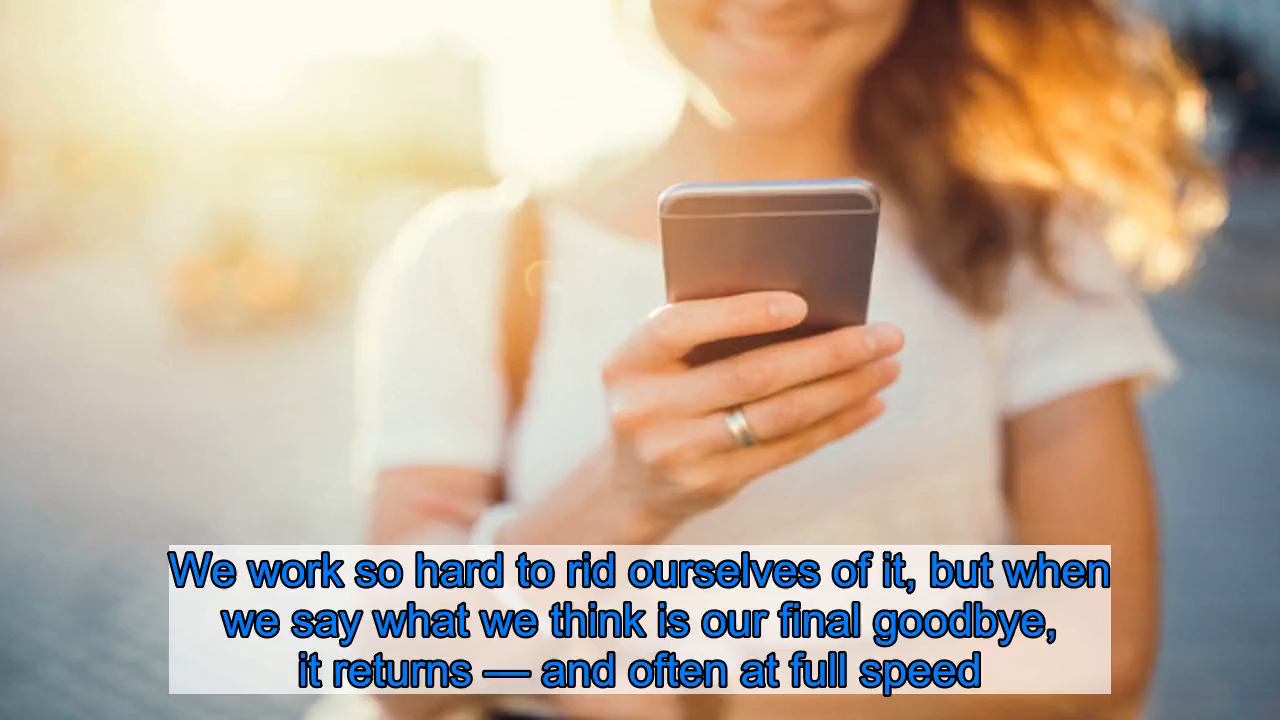 We work so hard to rid ourselves of it, but when
we say what we think is our final goodbye,
it returns — and often at full speed